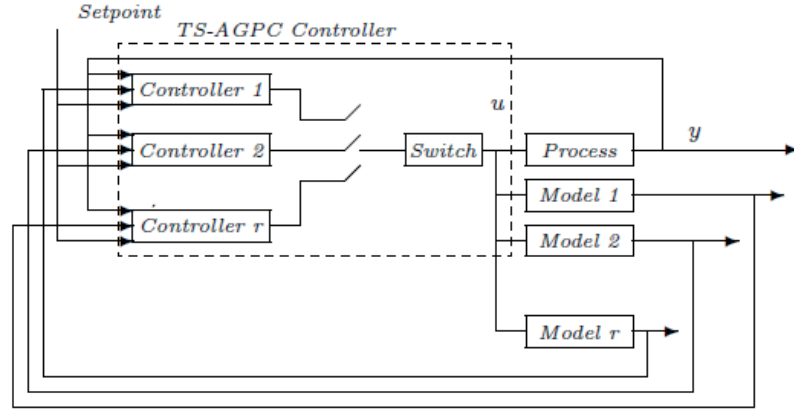 Setpoint
TS-AGPC Controller
Controller 1
u
Controller 2
Switch
Process
y
Model 1
Controller r
Model 2
Model r